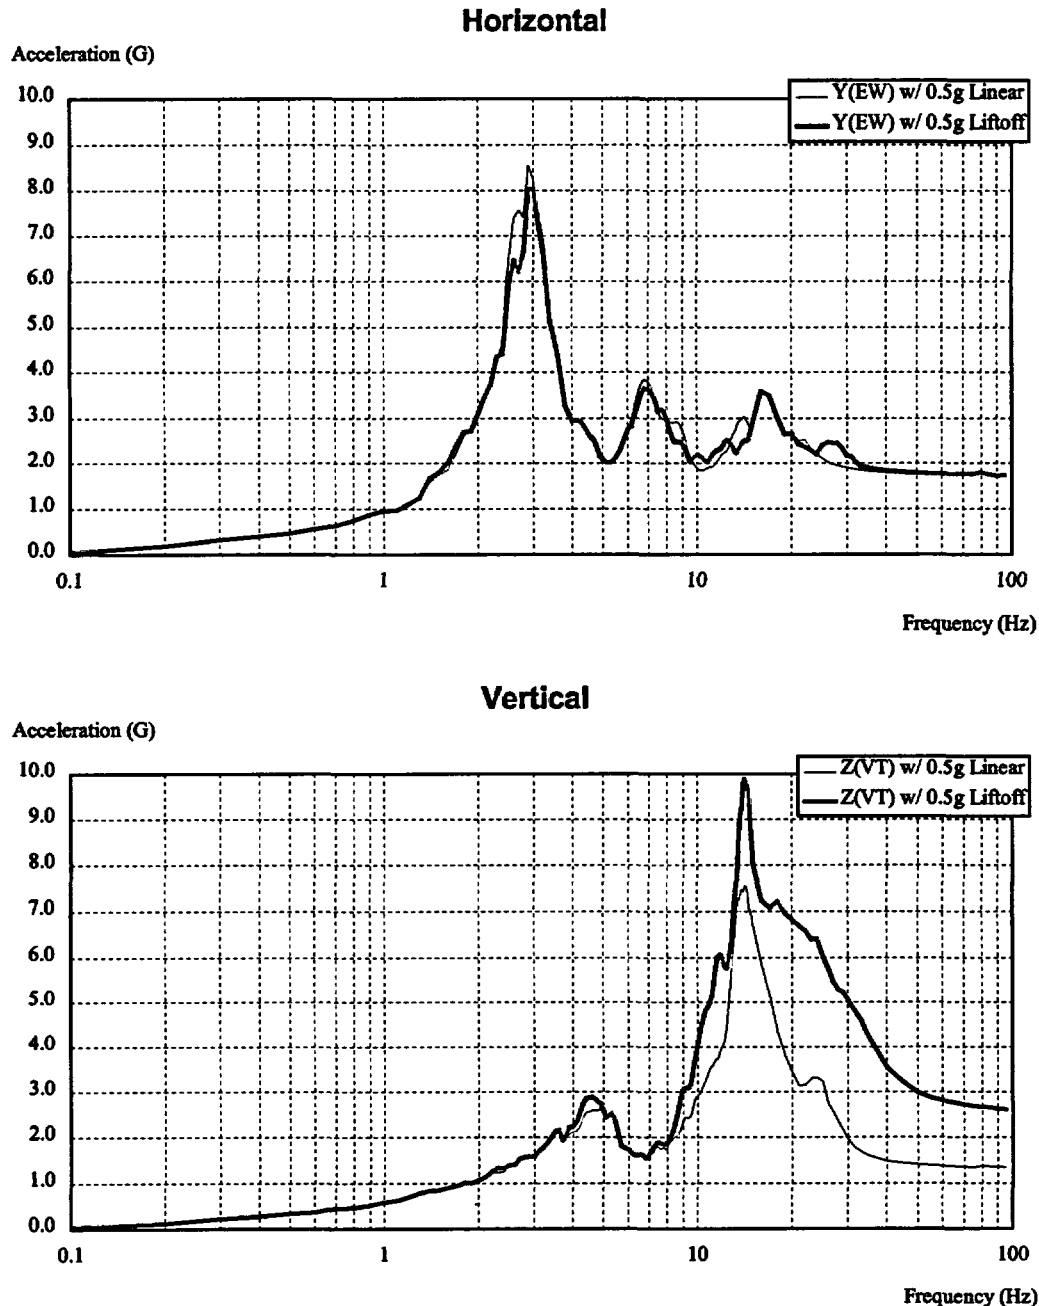 Horizontal
Acceleration (G)
10.0
9.0
8.0
7.0
6.0
5.0
4.0
3.0
2.0
1.0
0.0
Y(EW) w/ 0.5g Linear
Y(EW) w/ 0.5g Liftoff
0.1 1 10 100
Frequency (Hz)
Vertical
Acceleration (G)
10.0
9.0
8.0
7.0
6.0
5.0
4.0
3.0
2.0
1.0
0.0
Z(VT) w/ 0.5g Linear
Z(VT) w/ 0.5g Liftoff
0.1 1 10 100
Frequency (Hz)